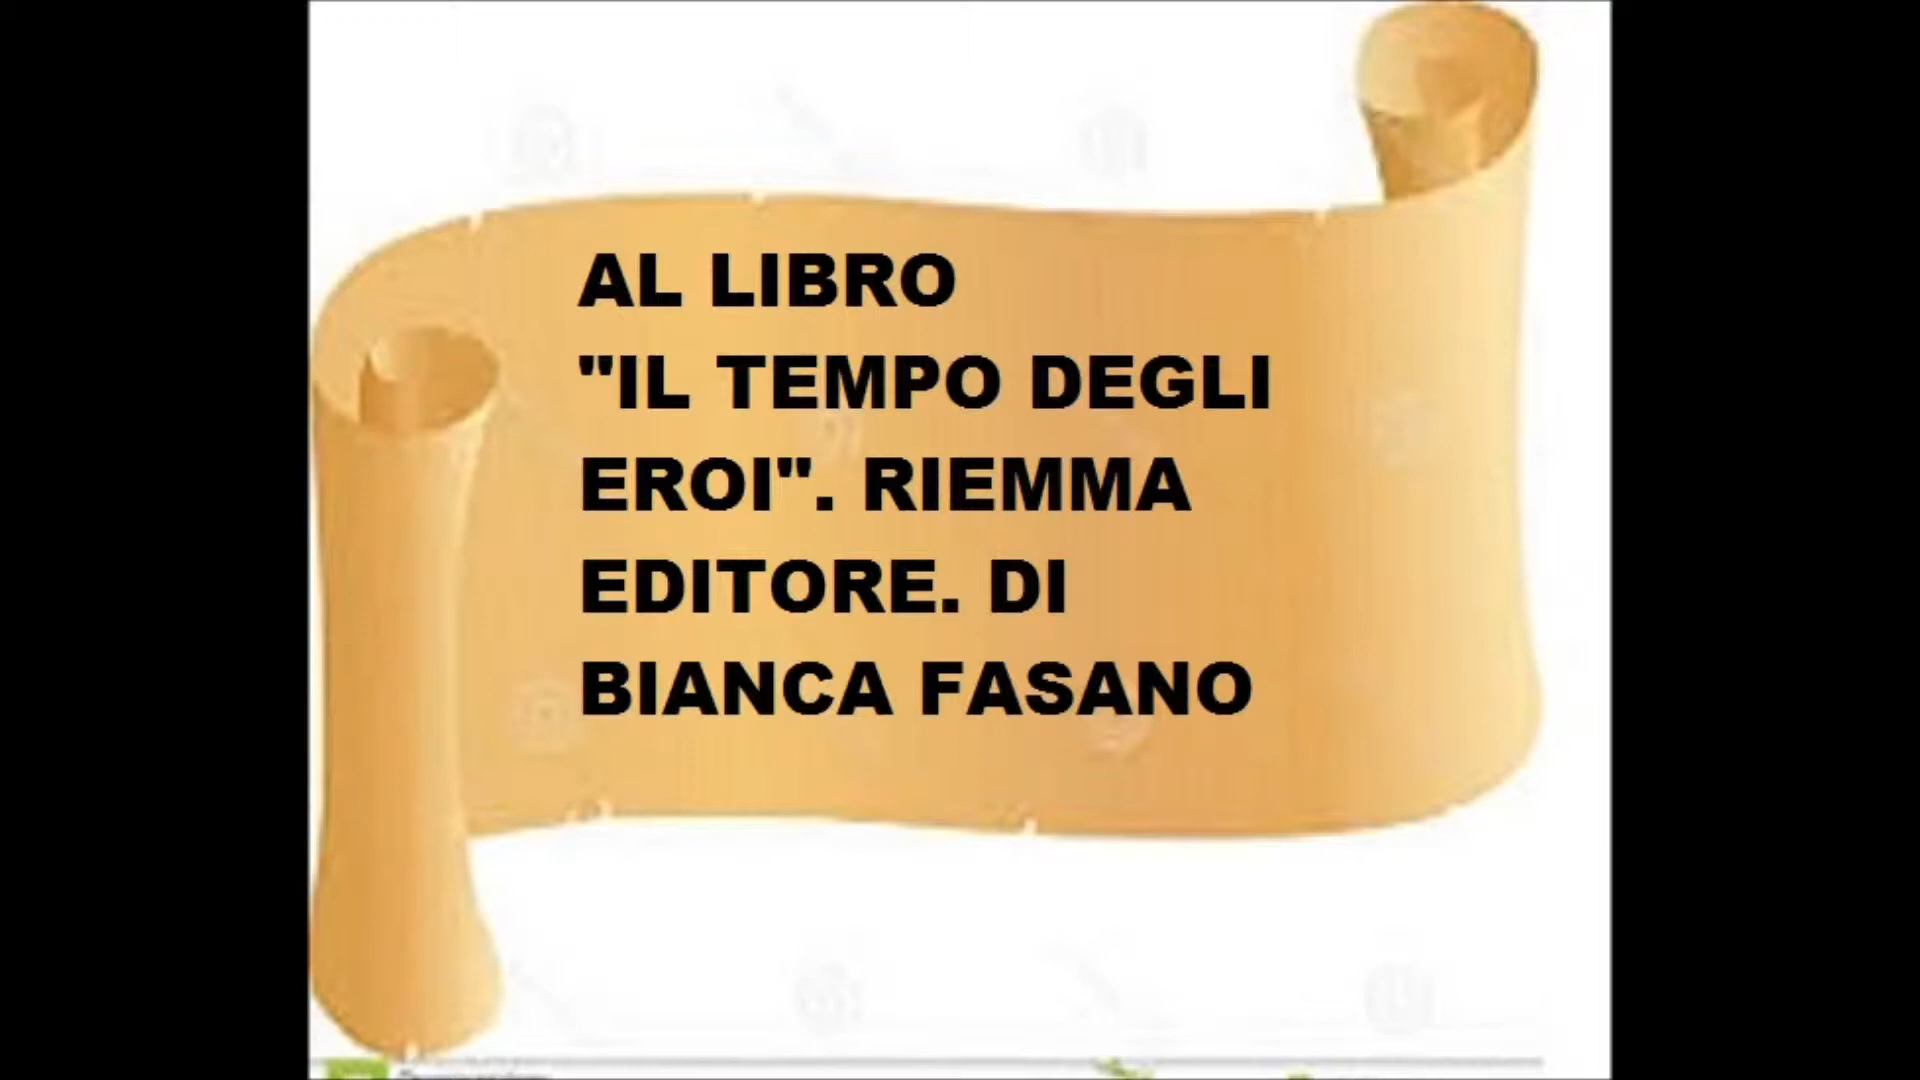 AL LIBRO
"IL TEMPO DEGLI
EROI". RIEMMA
EDITORE. DI
BIANCA FASANO